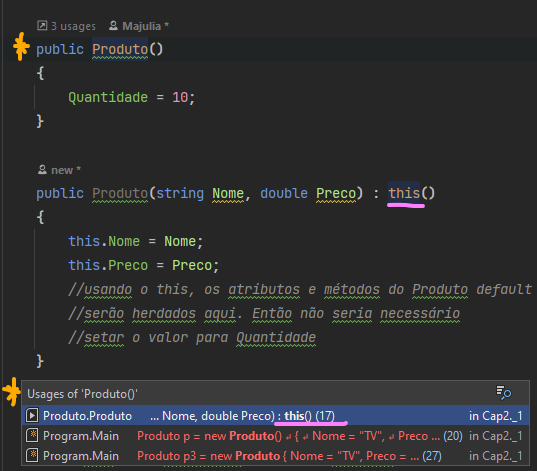 3 usages Majulia *
public Produto()
{
Quantidade = 10;
}
new *
public Produto(string Nome, double Preco) : this()
{
this.Nome = Nome;
this.Preco = Preco;
//usando o this, os atributos e métodos do Produto default
//serão herdados aqui. Então não seria necessário
//setar o valor para Quantidade
}
Usages of 'Produto()'
Produto.Produto ... Nome, double Preco) : this() (17) in Cap2._1
Program.Main Produto p = new Produto() ↲ { ↲ Nome = "TV", ↲ Preco ... (20) in Cap2._1
Program.Main Produto p3 = new Produto { Nome = "TV", Preco = ... (27) in Cap2._1